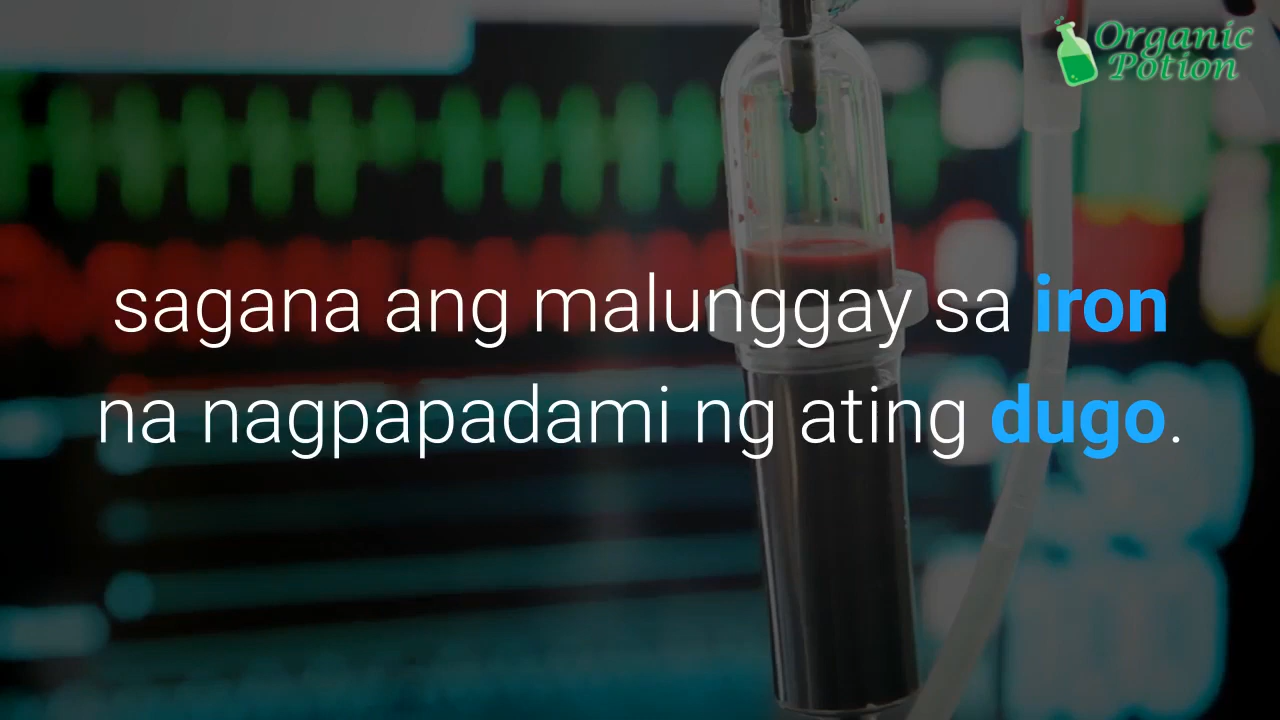 Organic
Potion
sagana ang malunggay sa iron
na nagpapadami ng ating dugo.